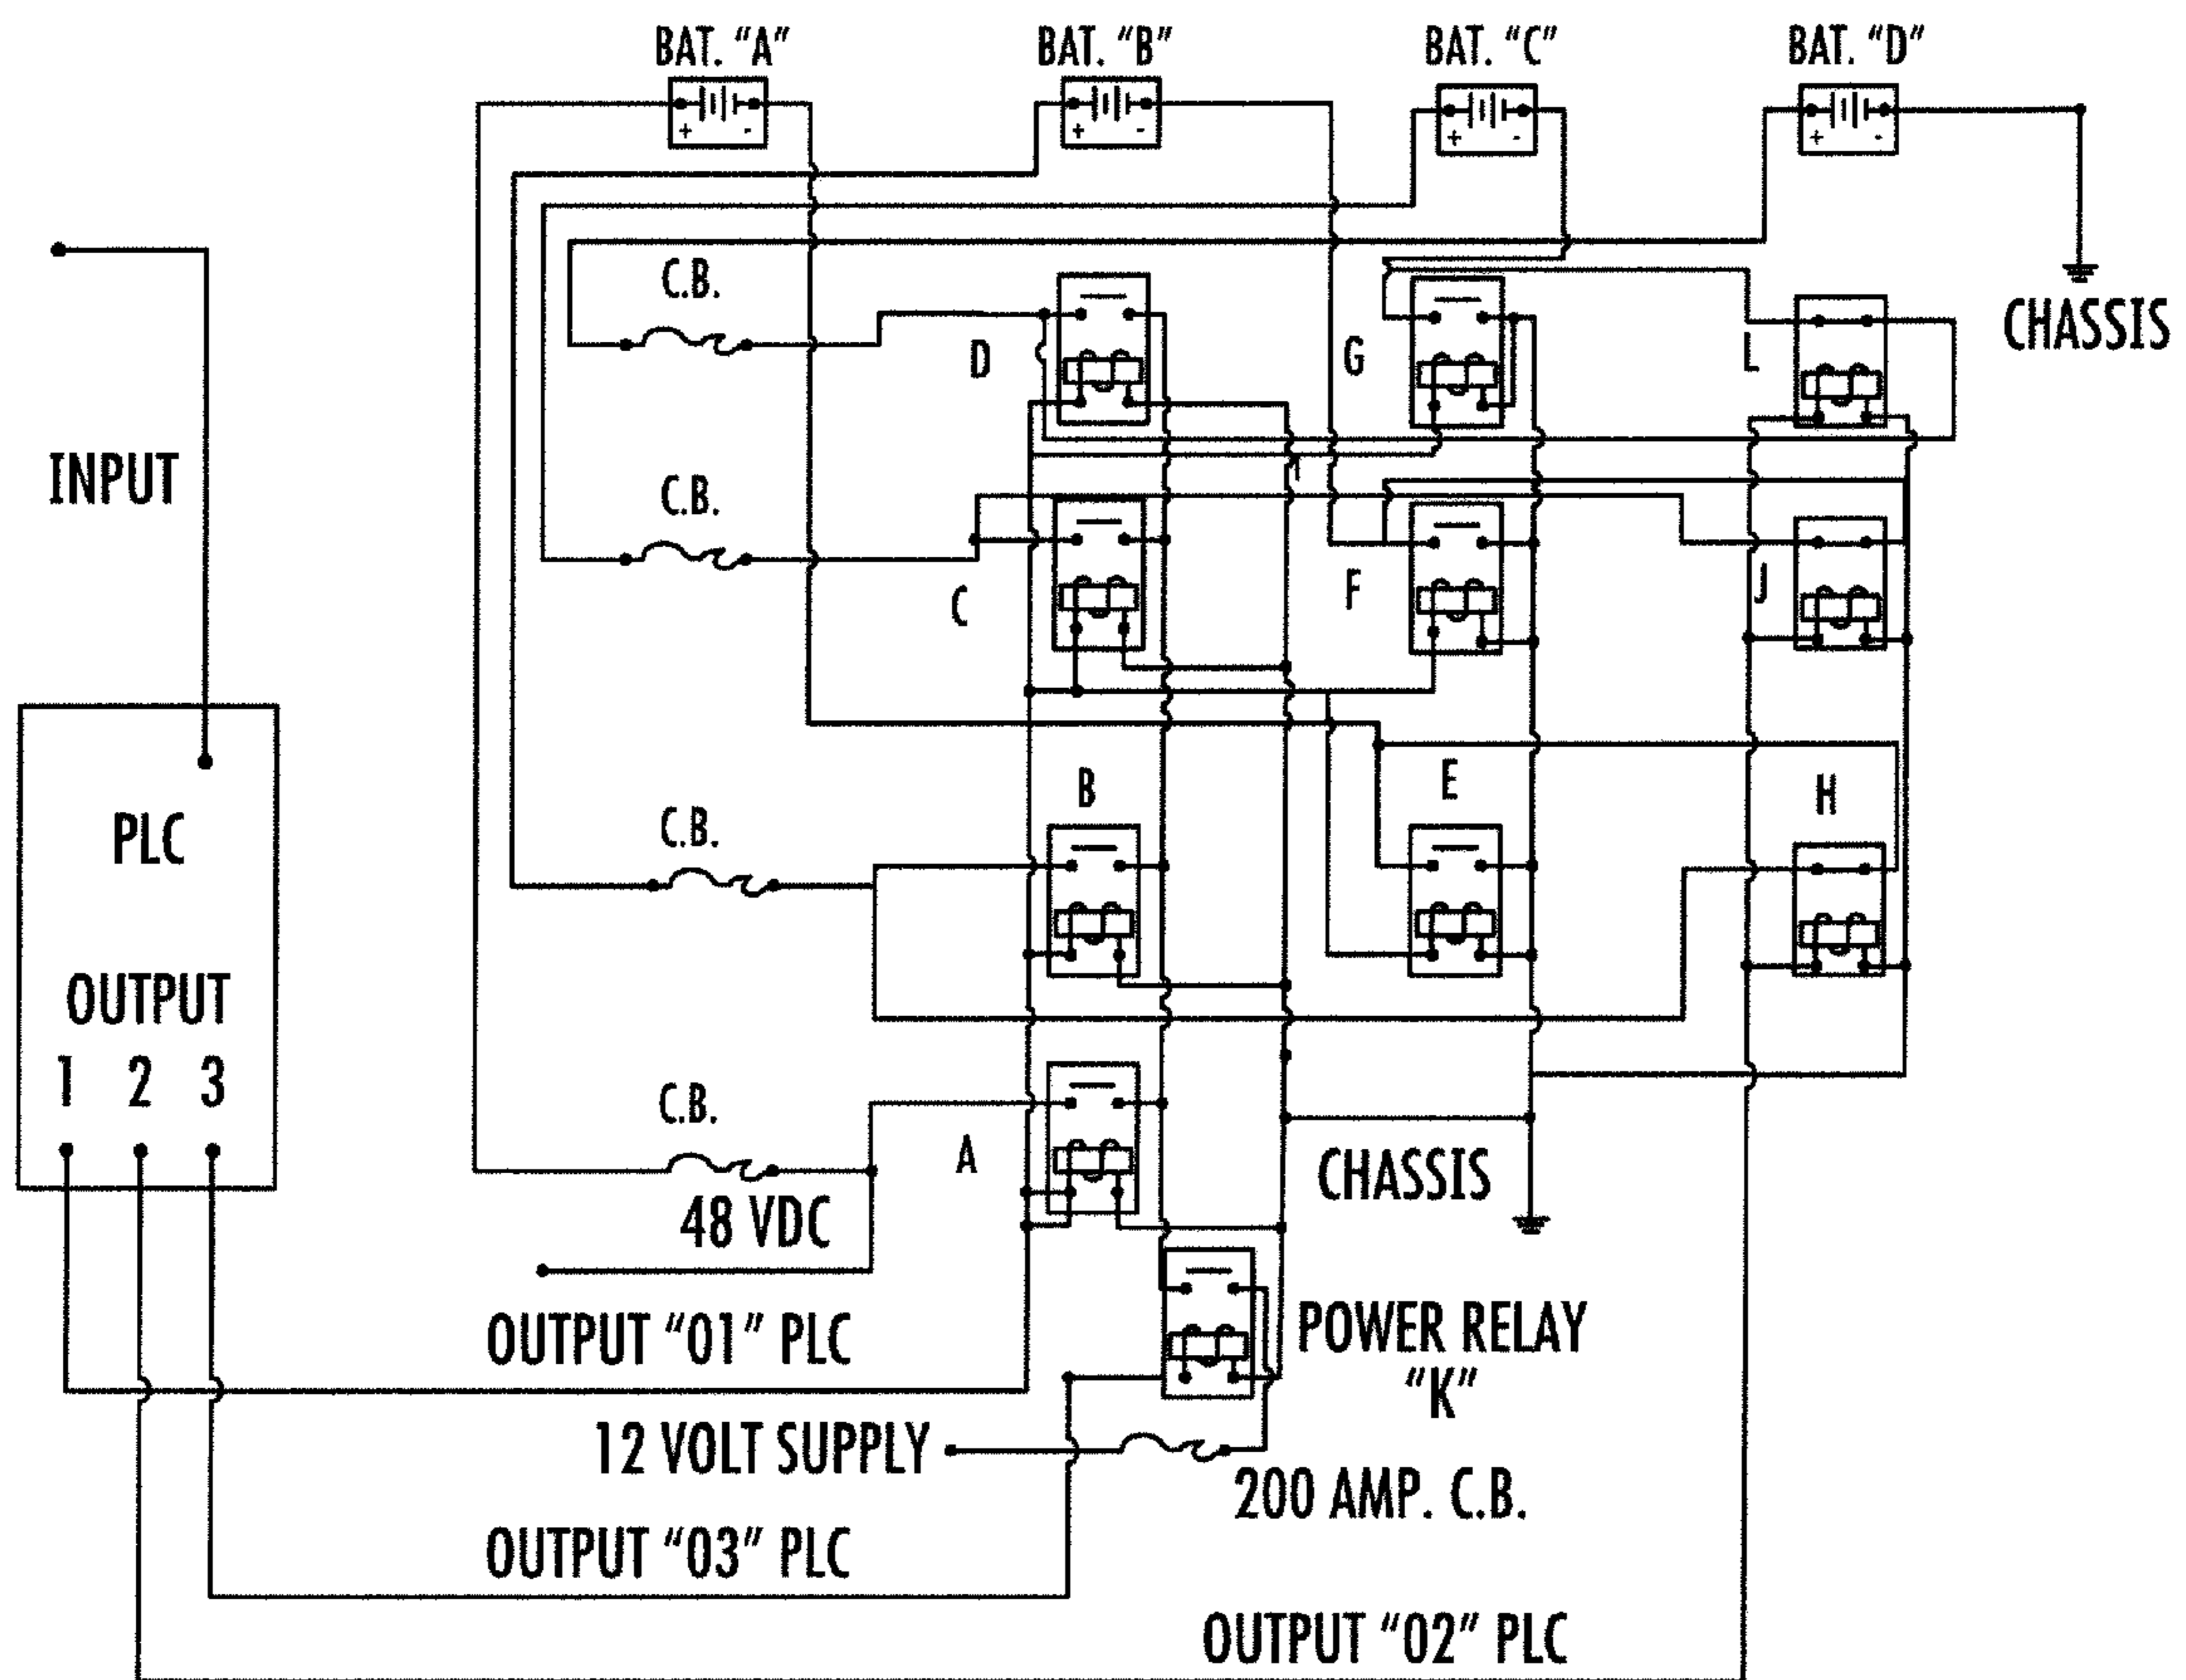 BAT. "A"
BAT. "B"
BAT. "C"
BAT. "D"
+ -
+ -
+ -
+ -
C.B.
CHASSIS
D
G
L
INPUT
C.B.
C
F
J
PLC
C.B.
B
E
H
OUTPUT
1 2 3
C.B.
A
CHASSIS
48 VDC
OUTPUT "01" PLC
POWER RELAY
"K"
12 VOLT SUPPLY
200 AMP. C.B.
OUTPUT "03" PLC
OUTPUT "02" PLC